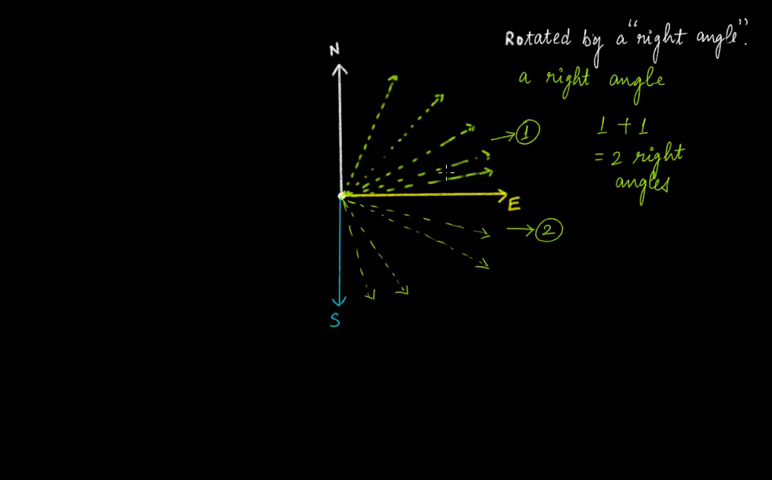 Rotated by a "right angle".
N
a right angle
1
1 + 1
= 2 right
angles
E
2
S